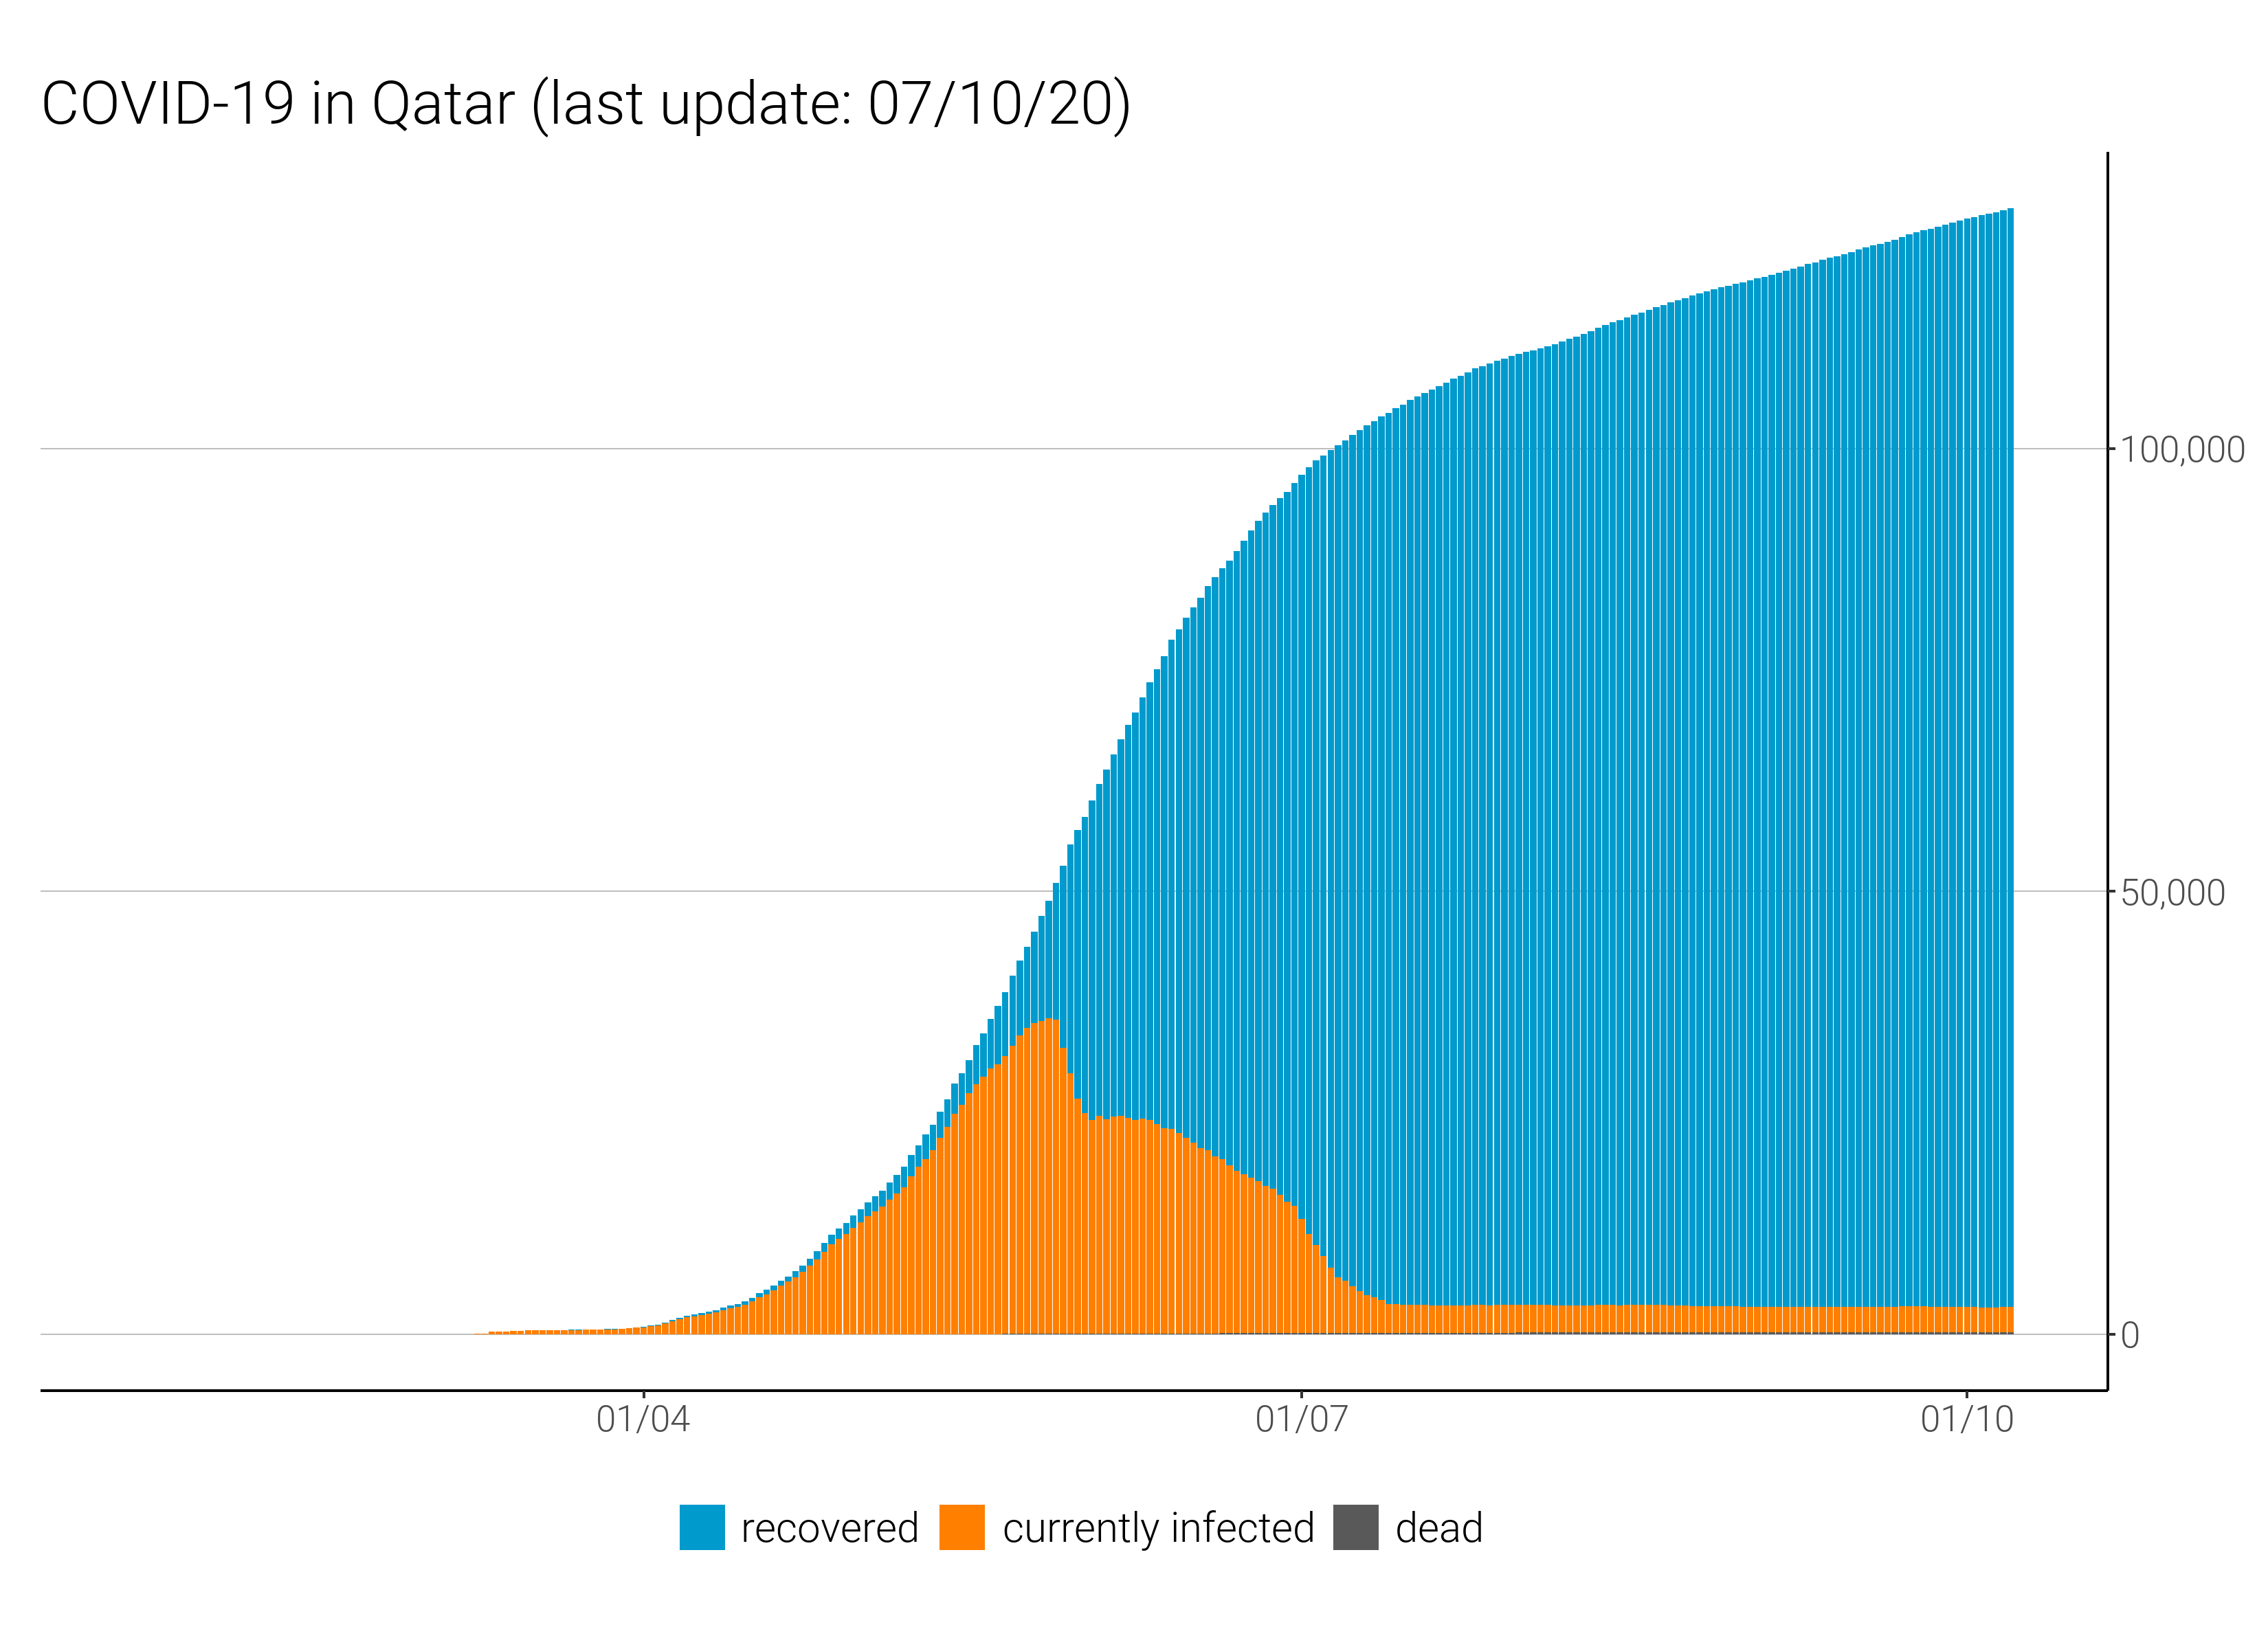 COVID-19 in Qatar (last update: 07/10/20)
100,000
50,000
0
01/04 01/07 01/10
recovered currently infected dead